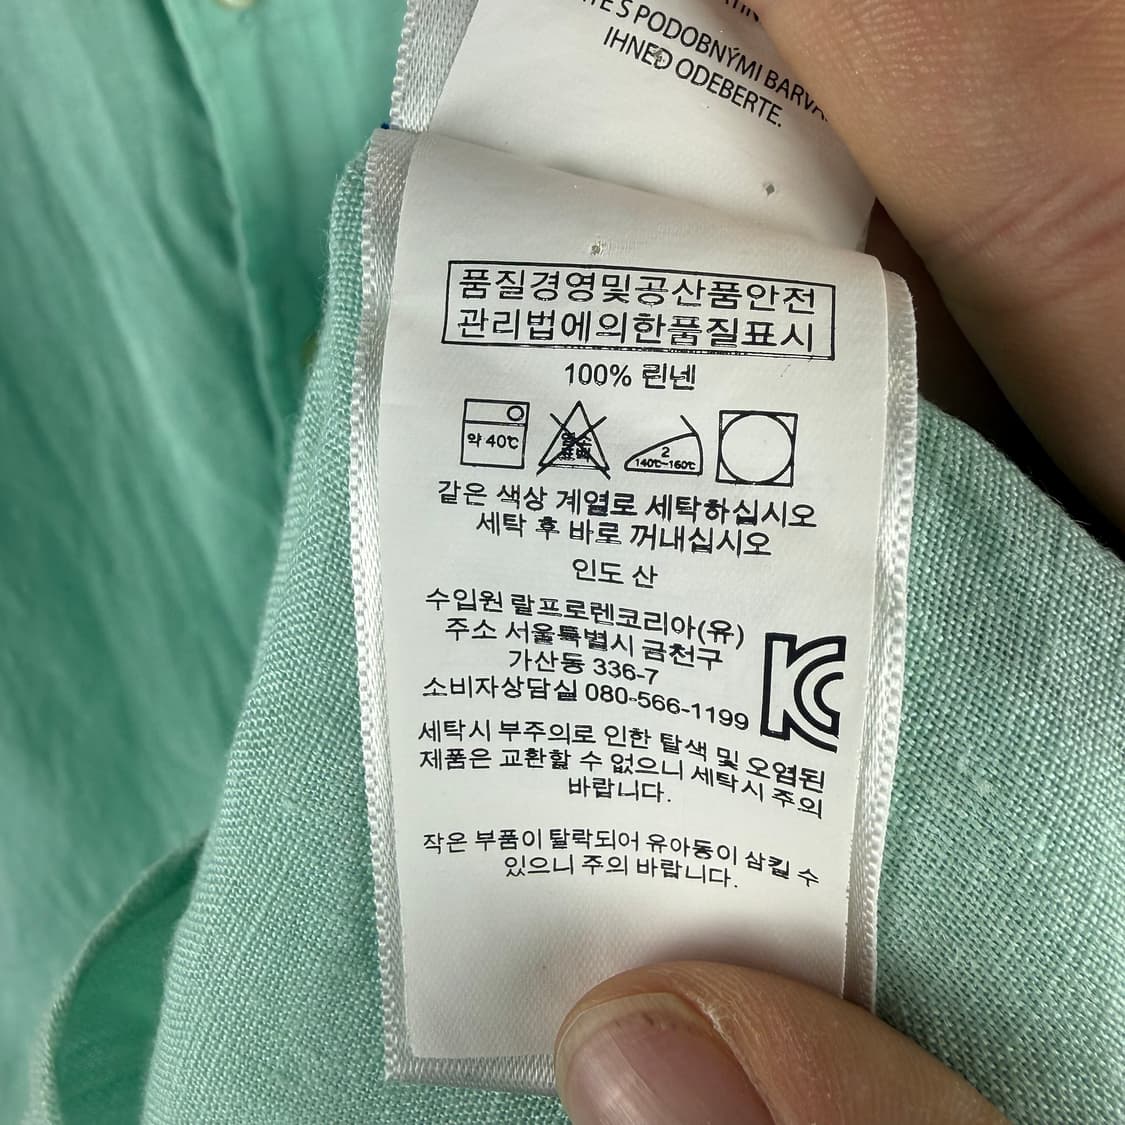 S PODOBNÝMI BARVA
IHNED ODEBERTE.
품질경영및공산품안전
관리법에의한품질표시
100% 린넨
약 40℃
염소
표백
2
140℃~160℃
같은 색상 계열로 세탁하십시오
세탁 후 바로 꺼내십시오
인도 산
수입원 랄프로렌코리아(유)
주소 서울특별시 금천구
가산동 336-7
소비자상담실 080-566-1199
세탁시 부주의로 인한 탈색 및 오염된
제품은 교환할 수 없으니 세탁시 주의
바랍니다.
작은 부품이 탈락되어 유아동이 삼킬 수
있으니 주의 바랍니다.